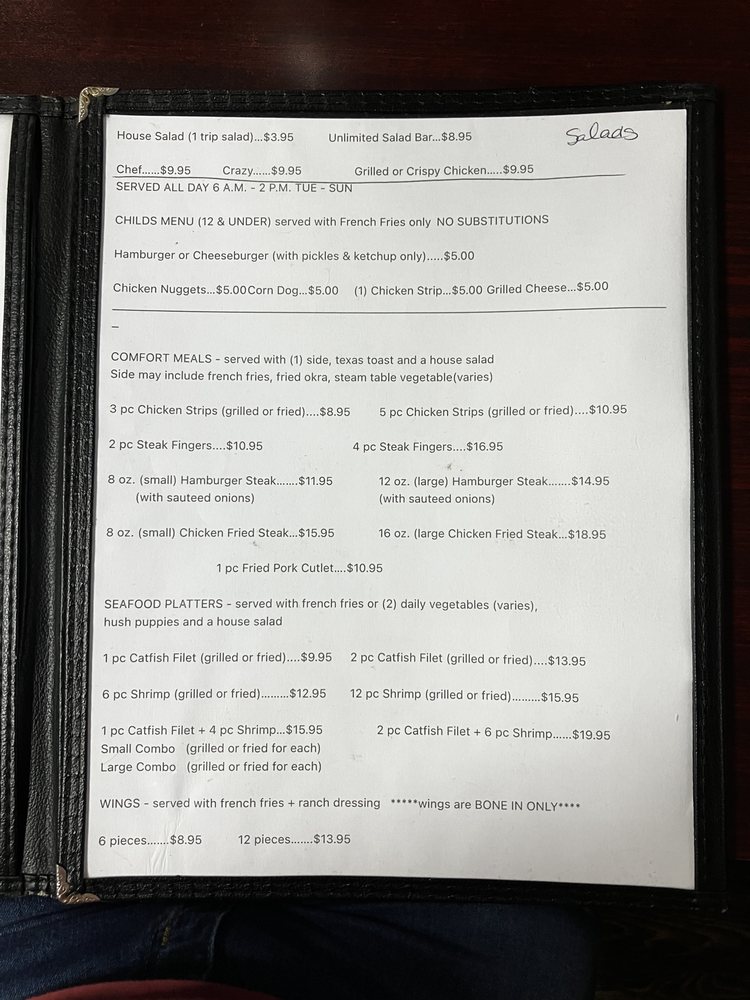 Salads
House Salad (1 trip salad)...$3.95 Unlimited Salad Bar...$8.95
Chef......$9.95 Crazy......$9.95 Grilled or Crispy Chicken.....$9.95
SERVED ALL DAY 6 A.M. - 2 P.M. TUE - SUN
CHILDS MENU (12 & UNDER) served with French Fries only NO SUBSTITUTIONS
Hamburger or Cheeseburger (with pickles & ketchup only).....$5.00
Chicken Nuggets...$5.00Corn Dog...$5.00 (1) Chicken Strip...$5.00 Grilled Cheese...$5.00
–
COMFORT MEALS - served with (1) side, texas toast and a house salad
Side may include french fries, fried okra, steam table vegetable(varies)
3 pc Chicken Strips (grilled or fried)....$8.95 5 pc Chicken Strips (grilled or fried)....$10.95
2 pc Steak Fingers....$10.95 4 pc Steak Fingers....$16.95
8 oz. (small) Hamburger Steak.......$11.95 12 oz. (large) Hamburger Steak.......$14.95
(with sauteed onions) (with sauteed onions)
8 oz. (small) Chicken Fried Steak...$15.95 16 oz. (large Chicken Fried Steak...$18.95
1 pc Fried Pork Cutlet....$10.95
SEAFOOD PLATTERS - served with french fries or (2) daily vegetables (varies),
hush puppies and a house salad
1 pc Catfish Filet (grilled or fried)....$9.95 2 pc Catfish Filet (grilled or fried)....$13.95
6 pc Shrimp (grilled or fried).........$12.95 12 pc Shrimp (grilled or fried).........$15.95
1 pc Catfish Filet + 4 pc Shrimp...$15.95 2 pc Catfish Filet + 6 pc Shrimp......$19.95
Small Combo (grilled or fried for each)
Large Combo (grilled or fried for each)
WINGS - served with french fries + ranch dressing *****wings are BONE IN ONLY****
6 pieces.......$8.95 12 pieces.......$13.95